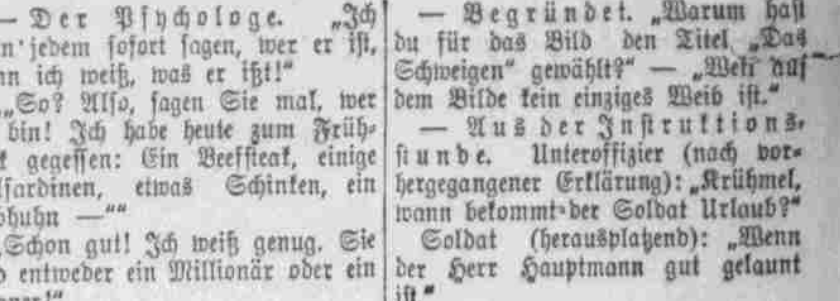 — Der Psychologe. „Ich
jedem sofort sagen, wer er ist,
ich weiß, was er ißt!"
„So? Also, sagen Sie mal, wer
bin! Ich habe heute zum Früh-
gegessen: Ein Beefsteak, einige
etwas Schinken, ein
—""
Schon gut! Ich weiß genug. Sie
entweder ein Millionär oder ein
— Begründet. „Warum hast
du für das Bild den Titel „Das
Schweigen" gewählt?" — „Weil auf
dem Bilde kein einziges Weib ist."
— Aus der Instruktions-
stunde. Unteroffizier (nach vor-
hergegangener Erklärung): „Krühmel,
wann bekommt der Soldat Urlaub?"
Soldat (herausplatzend): „Wenn
der Herr Hauptmann gut gelaunt
ist"